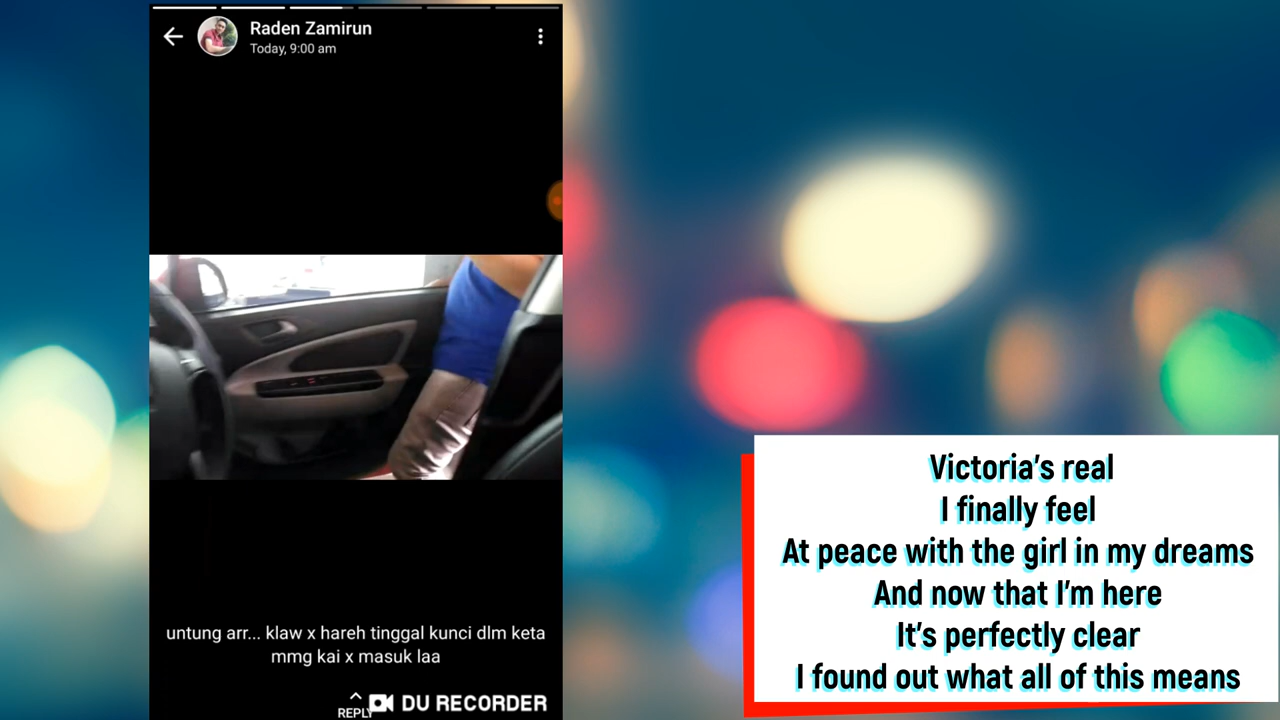 Raden Zamirun
Today, 9:00 am
untung arr... klaw x hareh tinggal kunci dlm keta
mmg kai x masuk laa
REPLY
DU RECORDER
Victoria's real
I finally feel
At peace with the girl in my dreams
And now that I'm here
It's perfectly clear
I found out what all of this means